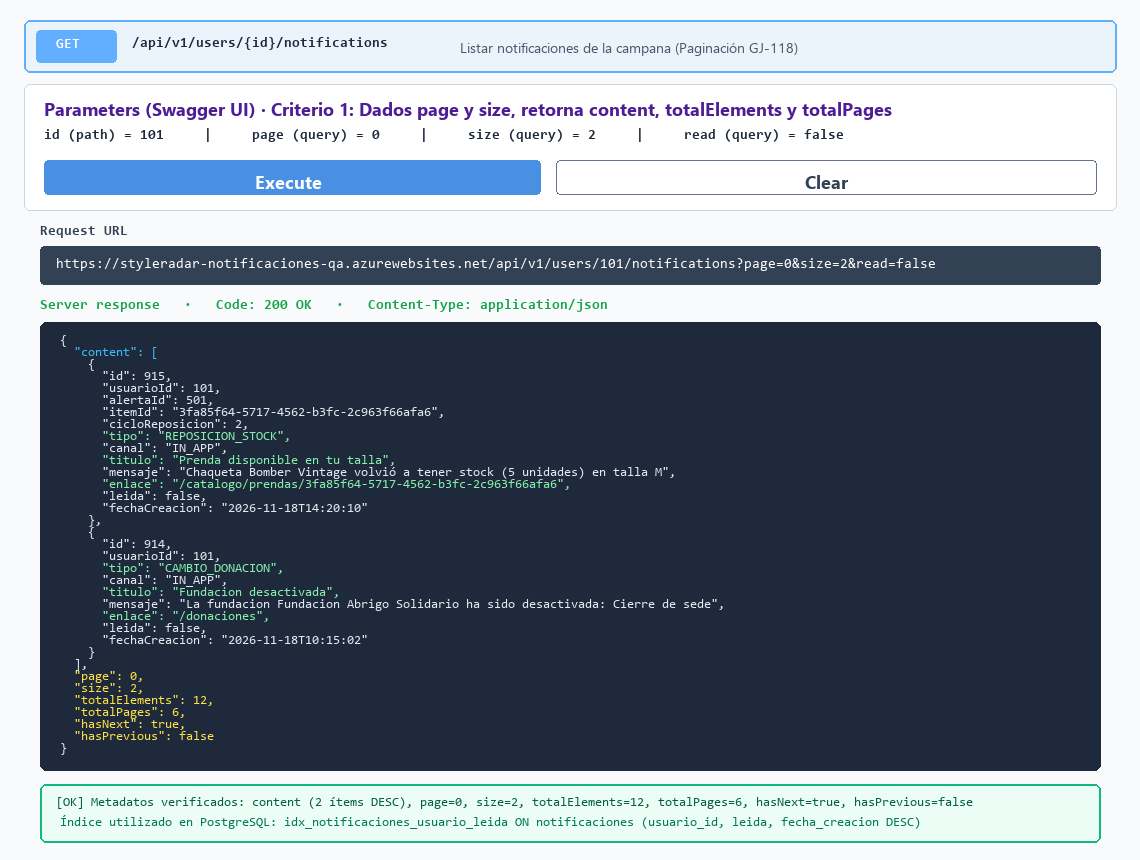 GET /api/v1/users/{id}/notifications Listar notificaciones de la campana (Paginación GJ-118)
Parameters (Swagger UI) · Criterio 1: Dados page y size, retorna content, totalElements y totalPages
id (path) = 101 | page (query) = 0 | size (query) = 2 | read (query) = false
Execute Clear
Request URL
https://styleradar-notificaciones-qa.azurewebsites.net/api/v1/users/101/notifications?page=0&size=2&read=false
Server response · Code: 200 OK · Content-Type: application/json
{
"content": [
{
"id": 915,
"usuarioId": 101,
"alertaId": 501,
"itemId": "3fa85f64-5717-4562-b3fc-2c963f66afa6",
"cicloReposicion": 2,
"tipo": "REPOSICION_STOCK",
"canal": "IN_APP",
"titulo": "Prenda disponible en tu talla",
"mensaje": "Chaqueta Bomber Vintage volvió a tener stock (5 unidades) en talla M",
"enlace": "/catalogo/prendas/3fa85f64-5717-4562-b3fc-2c963f66afa6",
"leida": false,
"fechaCreacion": "2026-11-18T14:20:10"
},
{
"id": 914,
"usuarioId": 101,
"tipo": "CAMBIO_DONACION",
"canal": "IN_APP",
"titulo": "Fundacion desactivada",
"mensaje": "La fundacion Fundacion Abrigo Solidario ha sido desactivada: Cierre de sede",
"enlace": "/donaciones",
"leida": false,
"fechaCreacion": "2026-11-18T10:15:02"
}
],
"page": 0,
"size": 2,
"totalElements": 12,
"totalPages": 6,
"hasNext": true,
"hasPrevious": false
}
[OK] Metadatos verificados: content (2 ítems DESC), page=0, size=2, totalElements=12, totalPages=6, hasNext=true, hasPrevious=false
Índice utilizado en PostgreSQL: idx_notificaciones_usuario_leida ON notificaciones (usuario_id, leida, fecha_creacion DESC)